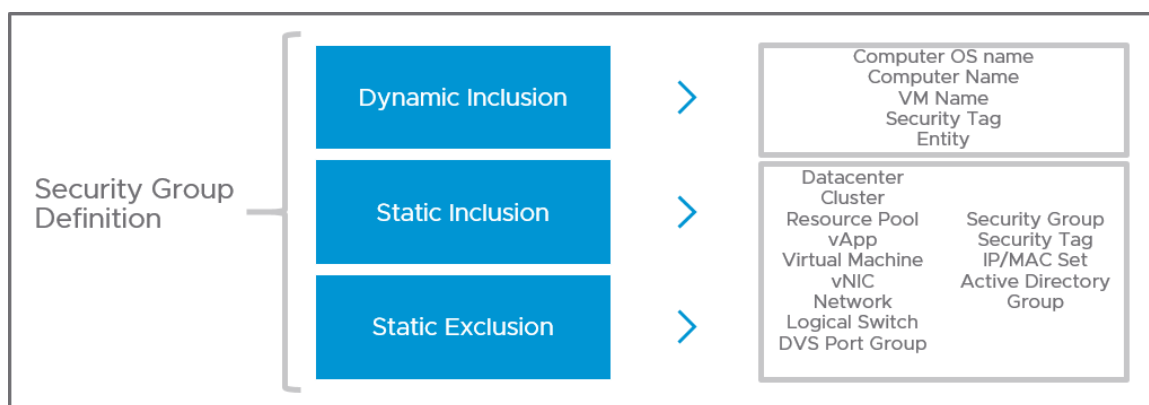 Security Group
Definition
Dynamic Inclusion
Computer OS name
Computer Name
VM Name
Security Tag
Entity
Static Inclusion
Static Exclusion
Datacenter
Cluster
Resource Pool
vApp
Virtual Machine
vNIC
Network
Logical Switch
DVS Port Group
Security Group
Security Tag
IP/MAC Set
Active Directory
Group